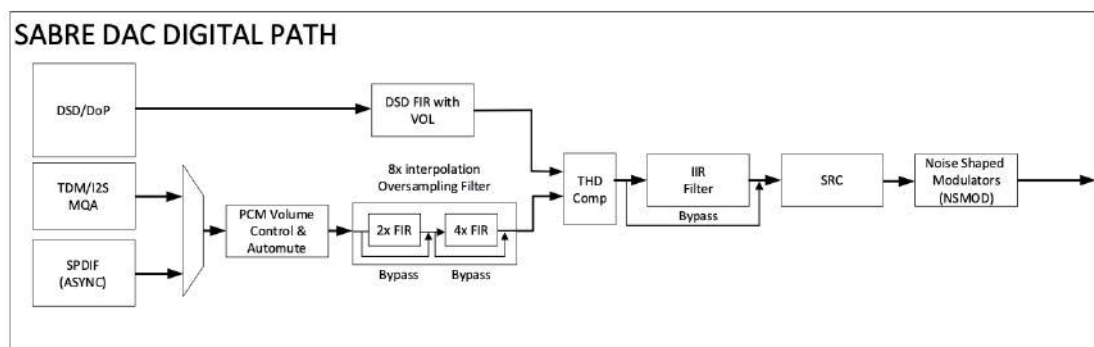 SABRE DAC DIGITAL PATH
DSD/DoP
DSD FIR with
VOL
TDM/I2S
MQA
SPDIF
(ASYNC)
PCM Volume
Control &
Automute
8x interpolation
Oversampling Filter
2x FIR
4x FIR
Bypass
Bypass
THD
Comp
IIR
Filter
Bypass
SRC
Noise Shaped
Modulators
(NSMOD)